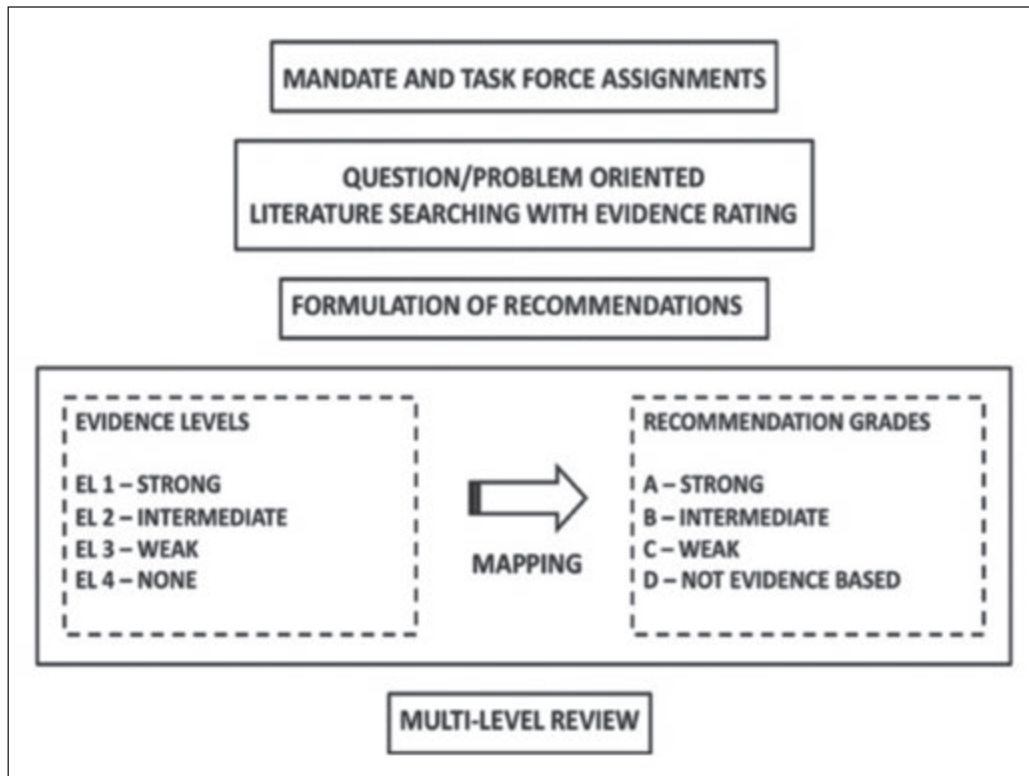 MANDATE AND TASK FORCE ASSIGNMENTS
QUESTION/PROBLEM ORIENTED
LITERATURE SEARCHING WITH EVIDENCE RATING
FORMULATION OF RECOMMENDATIONS
EVIDENCE LEVELS
EL 1 – STRONG
EL 2 – INTERMEDIATE
EL 3 – WEAK
EL 4 – NONE
MAPPING
RECOMMENDATION GRADES
A – STRONG
B – INTERMEDIATE
C – WEAK
D – NOT EVIDENCE BASED
MULTI-LEVEL REVIEW